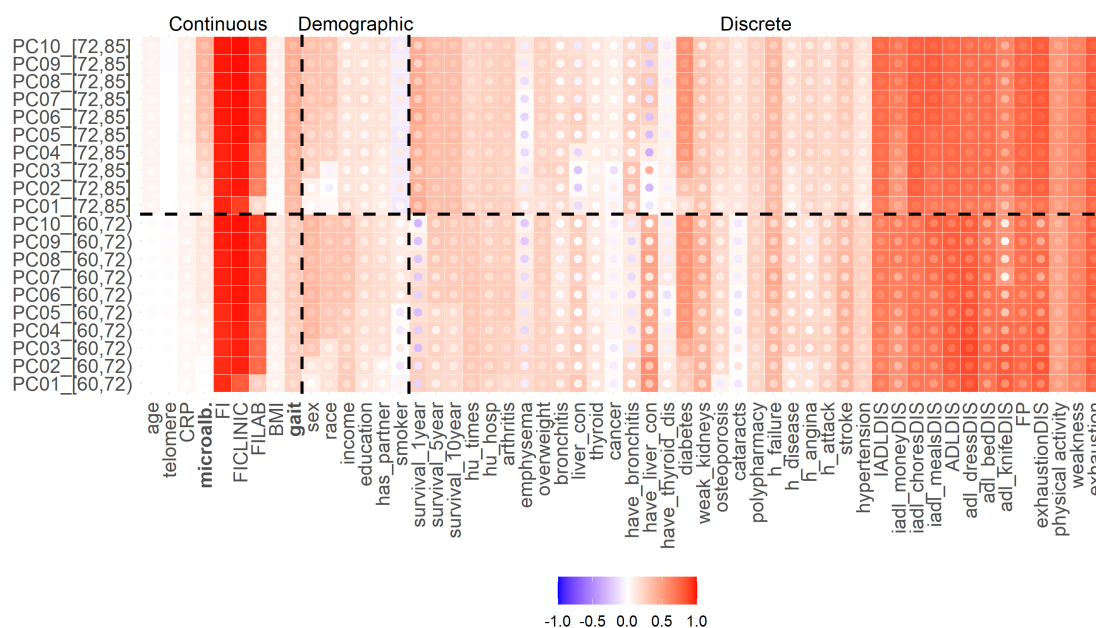 Continuous Demographic Discrete
PC10_[72,85]
PC09_[72,85]
PC08_[72,85]
PC07_[72,85]
PC06_[72,85]
PC05_[72,85]
PC04_[72,85]
PC03_[72,85]
PC02_[72,85]
PC01_[72,85]
PC10_[60,72)
PC09_[60,72)
PC08_[60,72)
PC07_[60,72)
PC06_[60,72)
PC05_[60,72)
PC04_[60,72)
PC03_[60,72)
PC02_[60,72)
PC01_[60,72)
age
telomere
CRP
microalb.
FI
FICLINIC
FILAB
BMI
gait
sex
race
income
education
has_partner
smoker
survival_1year
survival_5year
survival_10year
hu_times
hu_hosp
arthritis
emphysema
overweight
bronchitis
liver_con
thyroid
cancer
have_bronchitis
have_liver_con
have_thyroid_dis
diabetes
weak_kidneys
osteoporosis
cataracts
polypharmacy
h_failure
h_disease
h_angina
h_attack
stroke
hypertension
IADLDIS
iadl_moneyDIS
iadl_choresDIS
iadl_mealsDIS
ADLDIS
adl_dressDIS
adl_bedDIS
adl_knifeDIS
FP
exhaustionDIS
physical activity
weakness
exhaustion
-1.0 -0.5 0.0 0.5 1.0